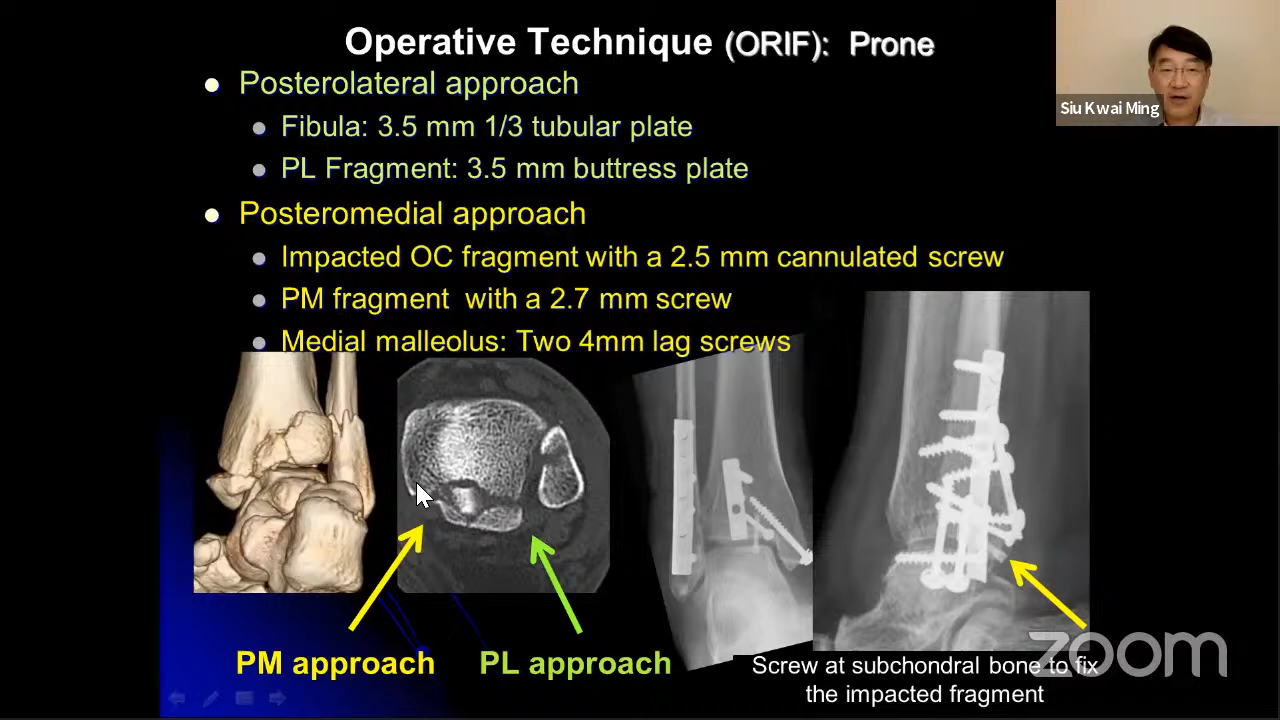 Operative Technique (ORIF): Prone
Siu Kwai Ming
Posterolateral approach
Fibula: 3.5 mm 1/3 tubular plate
PL Fragment: 3.5 mm buttress plate
Posteromedial approach
Impacted OC fragment with a 2.5 mm cannulated screw
PM fragment with a 2.7 mm screw
Medial malleolus: Two 4mm lag screws
PM approach
PL approach
Screw at subchondral bone to fix
the impacted fragment
zoom